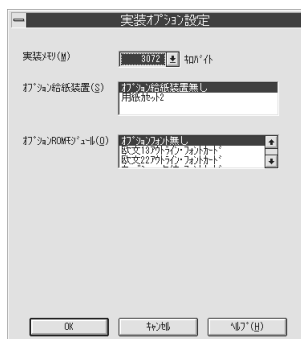 実装オプション設定
実装ﾒﾓﾘ(M) 3072 ｷﾛﾊﾞｲﾄ
ｵﾌﾟｼｮﾝ給紙装置(S) ｵﾌﾟｼｮﾝ給紙装置無し
用紙ｶｾｯﾄ2
ｵﾌﾟｼｮﾝROMﾓｼﾞｭｰﾙ(O) ｵﾌﾟｼｮﾝﾌｫﾝﾄ無し
欧文13ｱｳﾄﾗｲﾝ･ﾌｫﾝﾄｶｰﾄﾞ
欧文22ｱｳﾄﾗｲﾝ･ﾌｫﾝﾄｶｰﾄﾞ
OK ｷｬﾝｾﾙ ﾍﾙﾌﾟ(H)